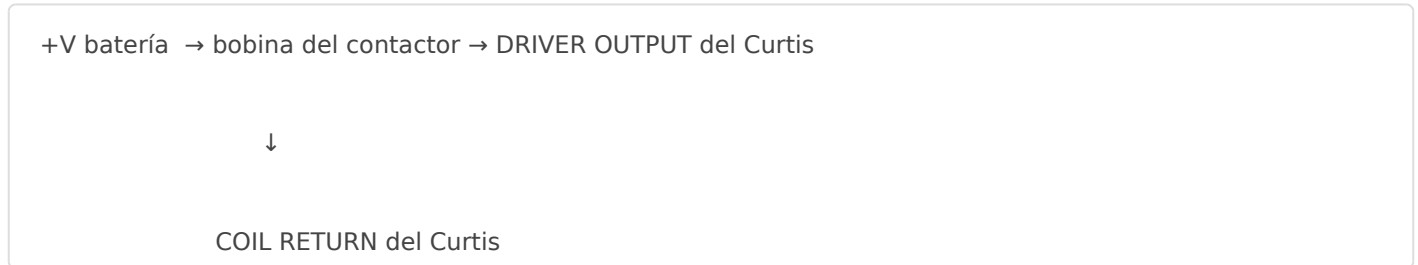 +V batería → bobina del contactor → DRIVER OUTPUT del Curtis
↓
COIL RETURN del Curtis